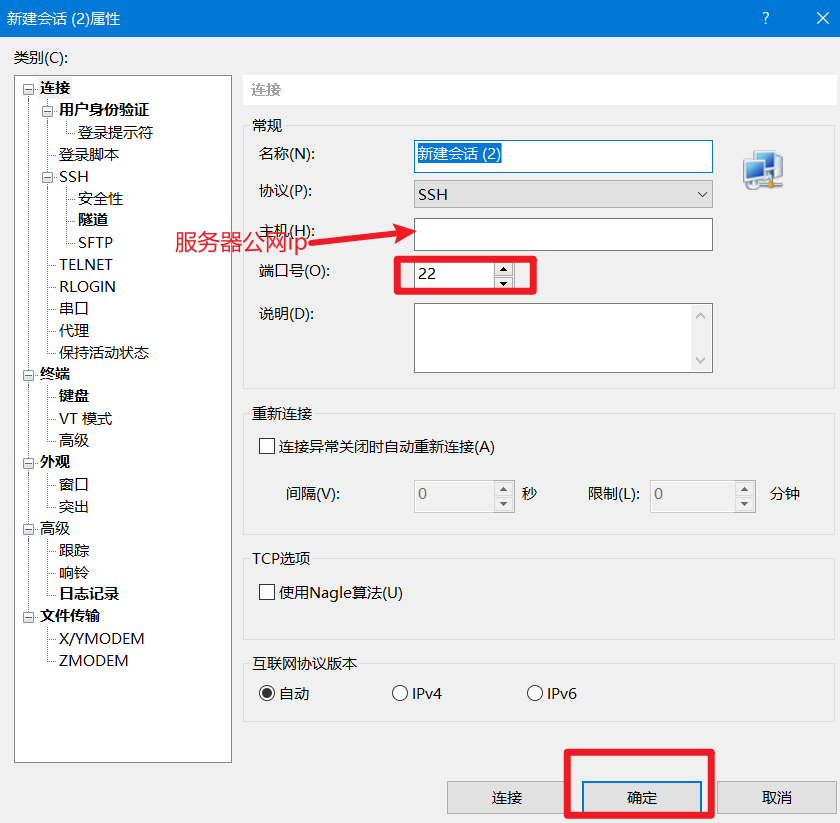 新建会话 (2)属性
?
类别(C):
连接
用户身份验证
登录提示符
登录脚本
SSH
安全性
隧道
SFTP
TELNET
RLOGIN
串口
代理
保持活动状态
终端
键盘
VT 模式
高级
外观
窗口
突出
高级
跟踪
响铃
日志记录
文件传输
X/YMODEM
ZMODEM
连接
常规
名称(N):
新建会话 (2)
协议(P):
SSH
主机(H):
服务器公网ip
端口号(O):
22
说明(D):
重新连接
连接异常关闭时自动重新连接(A)
间隔(V):
0
秒
限制(L):
0
分钟
TCP选项
使用Nagle算法(U)
互联网协议版本
自动
IPv4
IPv6
连接
确定
取消